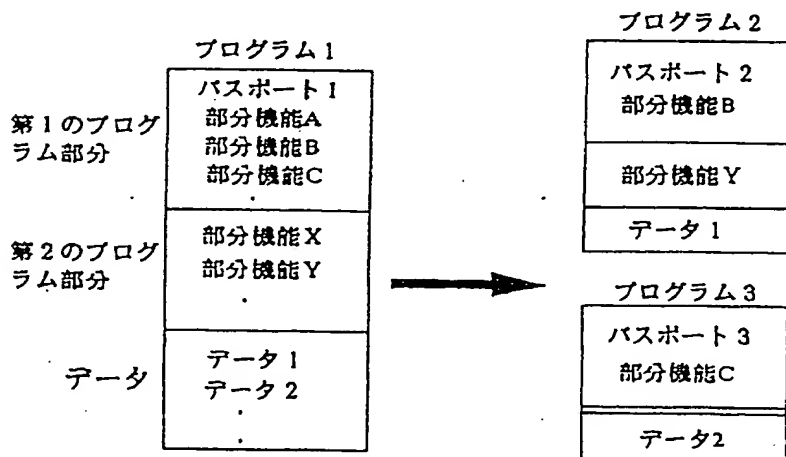 プログラム1
第1のプログ
ラム部分
パスポート1
部分機能A
部分機能B
部分機能C
第2のプログ
ラム部分
部分機能X
部分機能Y
データ
データ1
データ2
プログラム2
パスポート2
部分機能B
部分機能Y
データ1
プログラム3
パスポート3
部分機能C
データ2